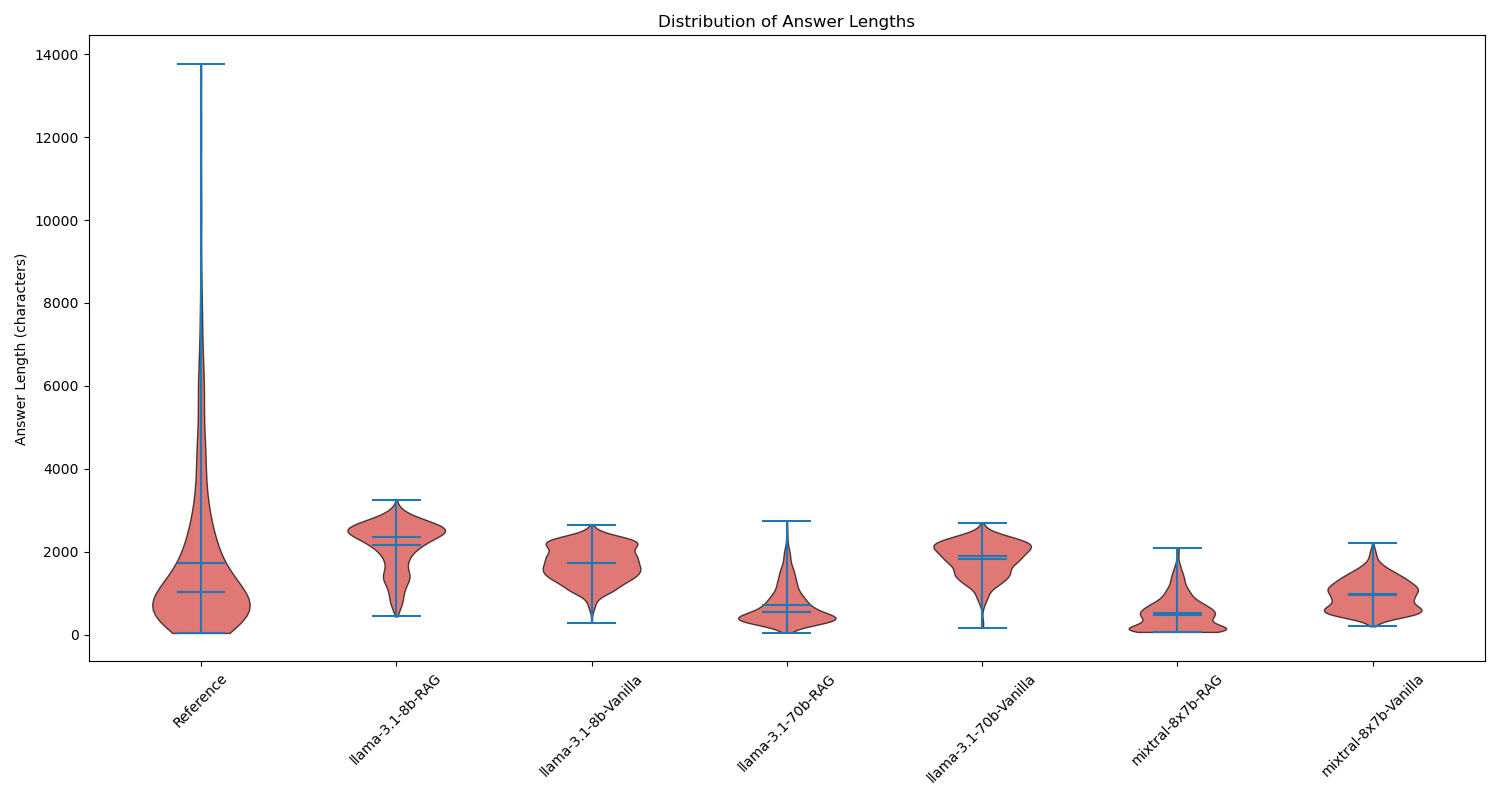 Distribution of Answer Lengths
Answer Length (characters)
14000
12000
10000
8000
6000
4000
2000
0
Reference
llama-3.1-8b-RAG
llama-3.1-8b-Vanilla
llama-3.1-70b-RAG
llama-3.1-70b-Vanilla
mixtral-8x7b-RAG
mixtral-8x7b-Vanilla